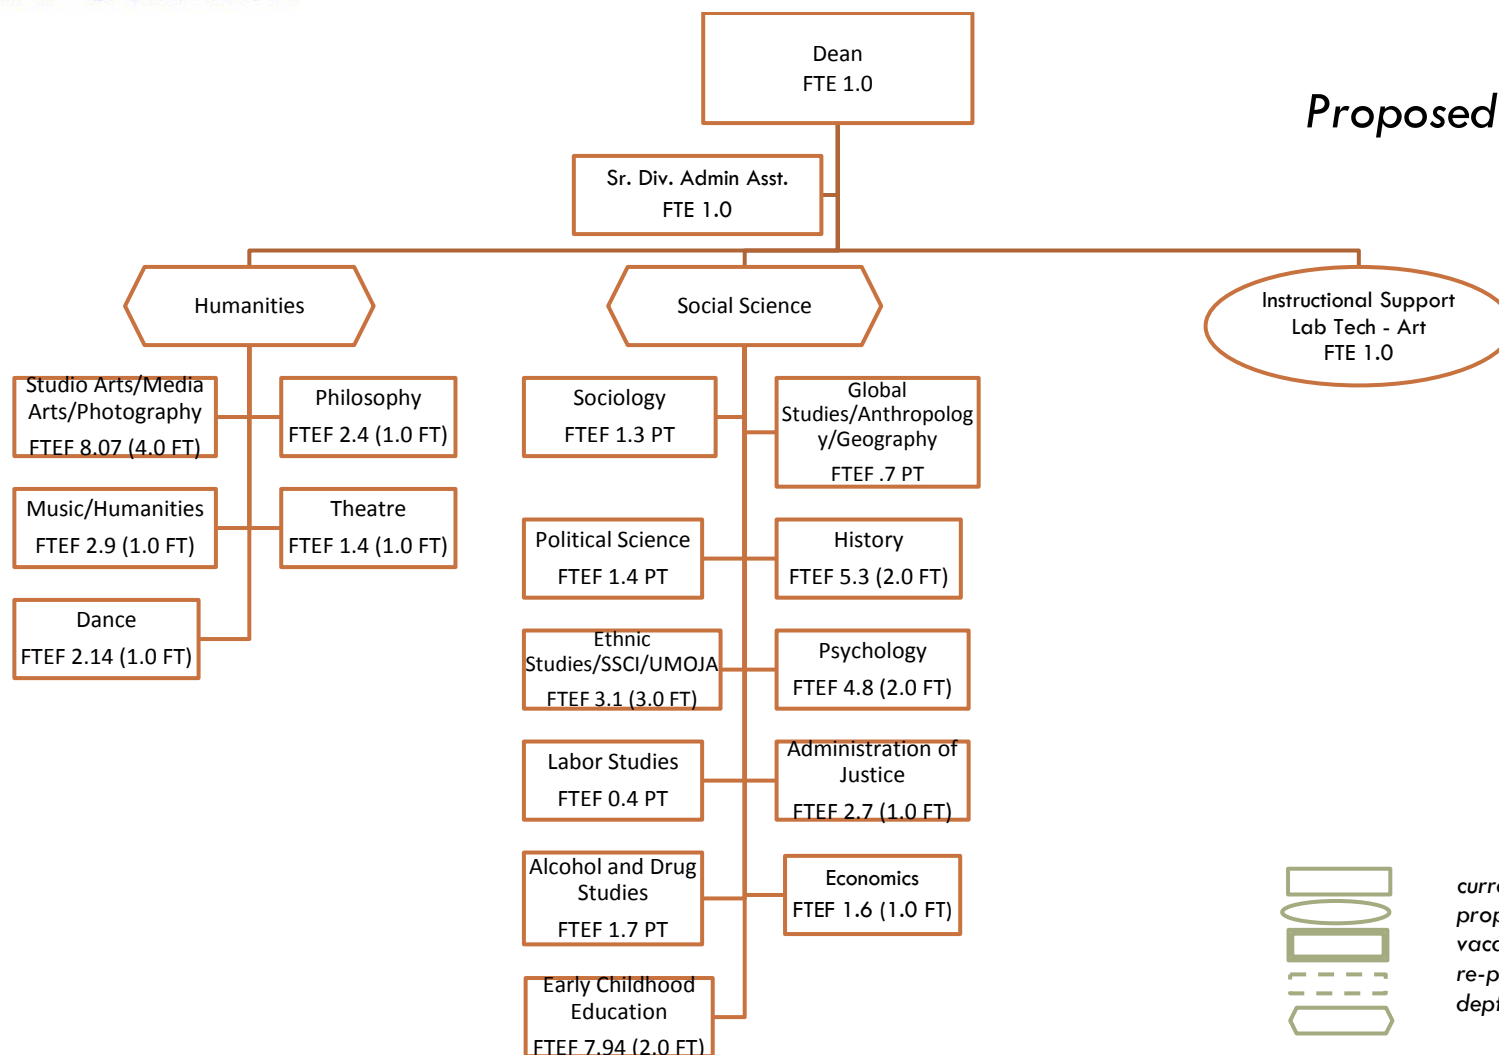 Dean
FTE 1.0
Proposed
Sr. Div. Admin Asst.
FTE 1.0
Humanities
Social Science
Instructional Support
Lab Tech - Art
FTE 1.0
Studio Arts/Media
Arts/Photography
FTEF 8.07 (4.0 FT)
Philosophy
FTEF 2.4 (1.0 FT)
Sociology
FTEF 1.3 PT
Global
Studies/Anthropolog
y/Geography
FTEF .7 PT
Music/Humanities
FTEF 2.9 (1.0 FT)
Theatre
FTEF 1.4 (1.0 FT)
Political Science
FTEF 1.4 PT
History
FTEF 5.3 (2.0 FT)
Dance
FTEF 2.14 (1.0 FT)
Ethnic
Studies/SSCI/UMOJA
FTEF 3.1 (3.0 FT)
Psychology
FTEF 4.8 (2.0 FT)
Labor Studies
FTEF 0.4 PT
Administration of
Justice
FTEF 2.7 (1.0 FT)
Alcohol and Drug
Studies
FTEF 1.7 PT
Economics
FTEF 1.6 (1.0 FT)
Early Childhood
Education
FTEF 7.94 (2.0 FT)
curre
prop
vaca
re-p
dept